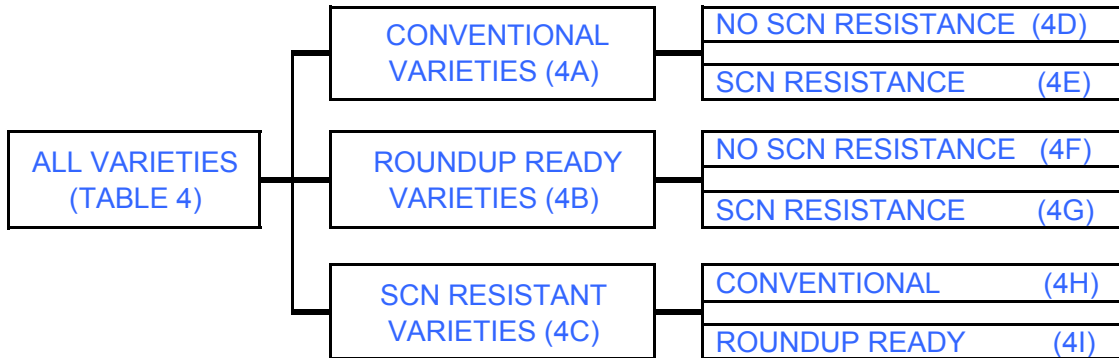 ALL VARIETIES
(TABLE 4)
CONVENTIONAL
VARIETIES (4A)
NO SCN RESISTANCE (4D)
SCN RESISTANCE (4E)
ROUNDUP READY
VARIETIES (4B)
NO SCN RESISTANCE (4F)
SCN RESISTANCE (4G)
SCN RESISTANT
VARIETIES (4C)
CONVENTIONAL (4H)
ROUNDUP READY (4I)